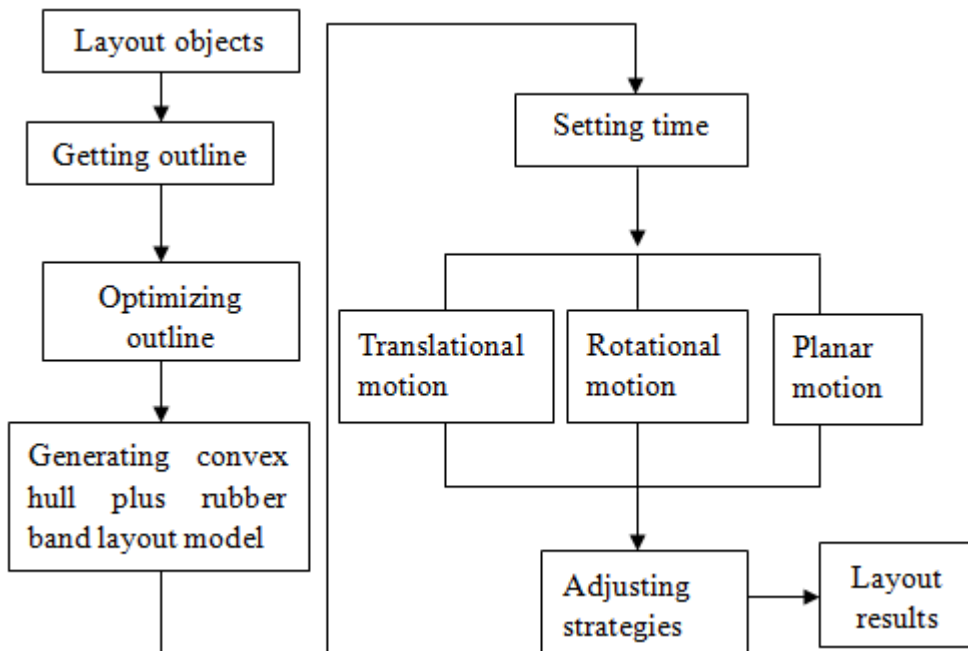 Layout objects
Getting outline
Optimizing
outline
Generating convex
hull plus rubber
band layout model
Setting time
Translational
motion
Rotational
motion
Planar
motion
Adjusting
strategies
Layout
results